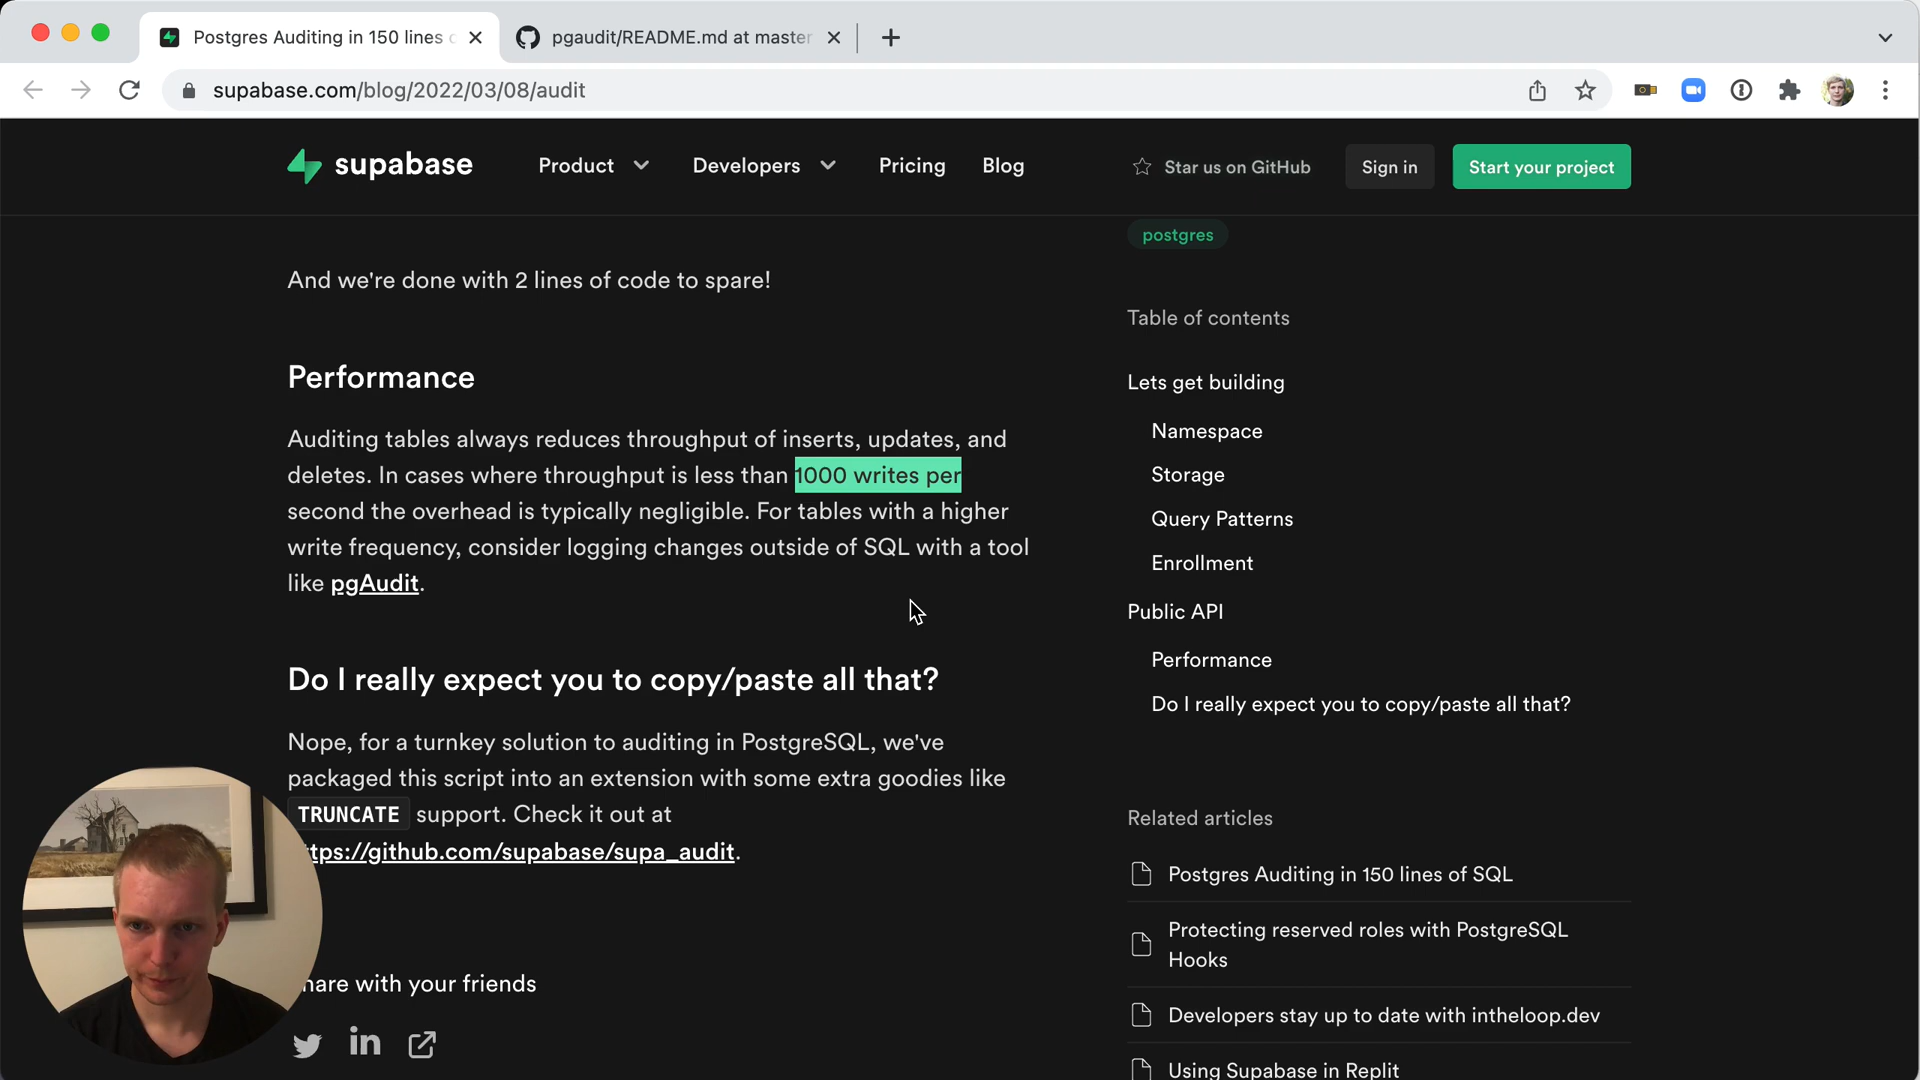 Postgres Auditing in 150 lines
pgaudit/README.md at master
supabase.com/blog/2022/03/08/audit
supabase
Product
Developers
Pricing
Blog
Star us on GitHub
Sign in
Start your project
postgres
And we're done with 2 lines of code to spare!
Performance
Auditing tables always reduces throughput of inserts, updates, and
deletes. In cases where throughput is less than 1000 writes per
second the overhead is typically negligible. For tables with a higher
write frequency, consider logging changes outside of SQL with a tool
like pgAudit.
Do I really expect you to copy/paste all that?
Nope, for a turnkey solution to auditing in PostgreSQL, we've
packaged this script into an extension with some extra goodies like
TRUNCATE support. Check it out at
tps://github.com/supabase/supa_audit.
hare with your friends
Table of contents
Lets get building
Namespace
Storage
Query Patterns
Enrollment
Public API
Performance
Do I really expect you to copy/paste all that?
Related articles
Postgres Auditing in 150 lines of SQL
Protecting reserved roles with PostgreSQL
Hooks
Developers stay up to date with intheloop.dev
Using Supabase in Replit